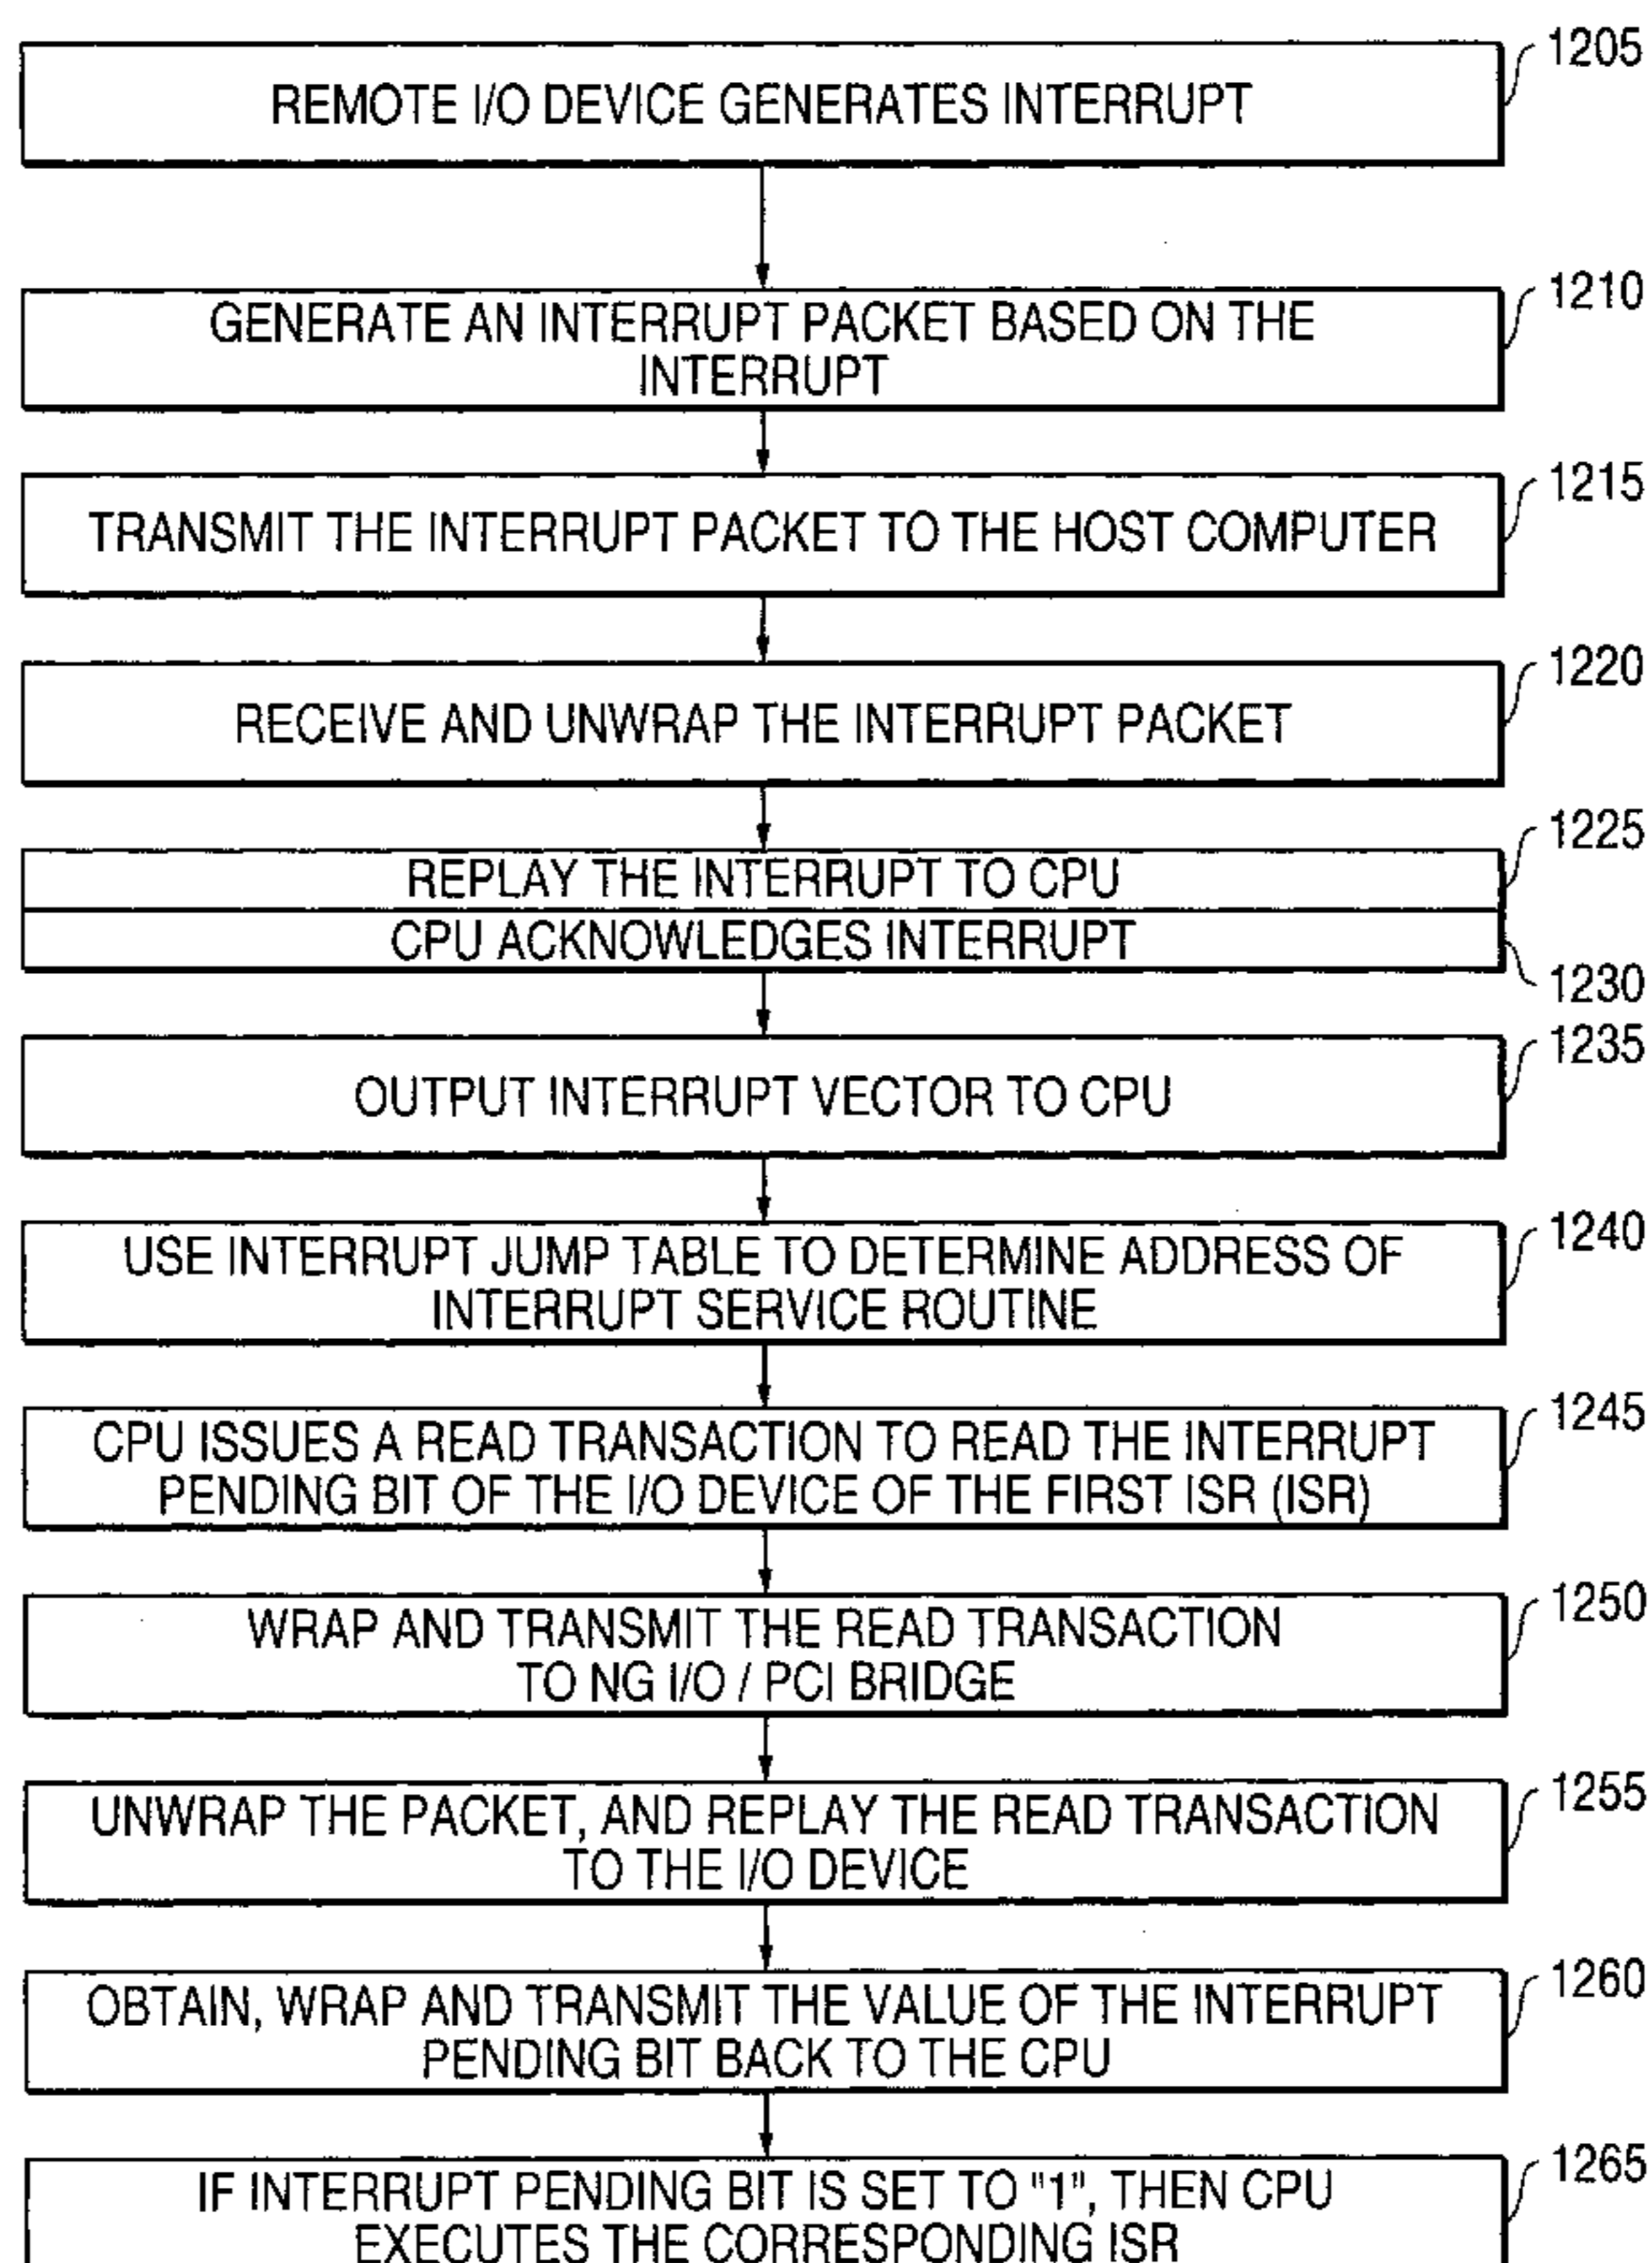 1205
REMOTE I/O DEVICE GENERATES INTERRUPT
1210
GENERATE AN INTERRUPT PACKET BASED ON THE
INTERRUPT
1215
TRANSMIT THE INTERRUPT PACKET TO THE HOST COMPUTER
1220
RECEIVE AND UNWRAP THE INTERRUPT PACKET
1225
REPLAY THE INTERRUPT TO CPU
CPU ACKNOWLEDGES INTERRUPT
1230
1235
OUTPUT INTERRUPT VECTOR TO CPU
1240
USE INTERRUPT JUMP TABLE TO DETERMINE ADDRESS OF
INTERRUPT SERVICE ROUTINE
1245
CPU ISSUES A READ TRANSACTION TO READ THE INTERRUPT
PENDING BIT OF THE I/O DEVICE OF THE FIRST ISR (ISR)
1250
WRAP AND TRANSMIT THE READ TRANSACTION
TO NG I/O / PCI BRIDGE
1255
UNWRAP THE PACKET, AND REPLAY THE READ TRANSACTION
TO THE I/O DEVICE
1260
OBTAIN, WRAP AND TRANSMIT THE VALUE OF THE INTERRUPT
PENDING BIT BACK TO THE CPU
1265
IF INTERRUPT PENDING BIT IS SET TO "1", THEN CPU
EXECUTES THE CORRESPONDING ISR